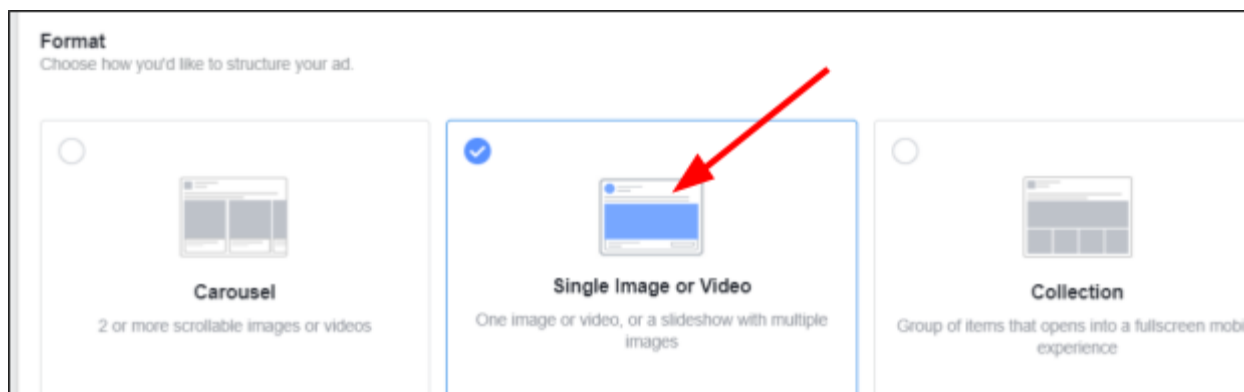 Format
Choose how you'd like to structure your ad.
Carousel
2 or more scrollable images or videos
Single Image or Video
One image or video, or a slideshow with multiple
images
Collection
Group of items that opens into a fullscreen mobi
experience